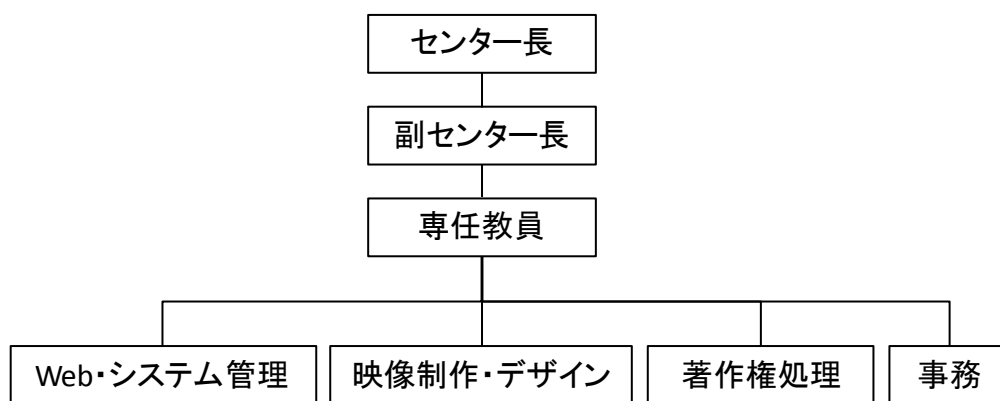 センター長
副センター長
専任教員
Web・システム管理
映像制作・デザイン
著作権処理
事務